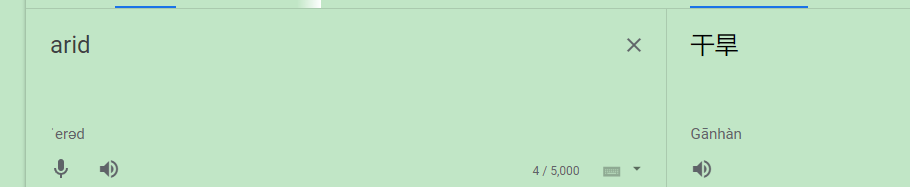 arid
干旱
ˈerəd
Gānhàn
4 / 5,000